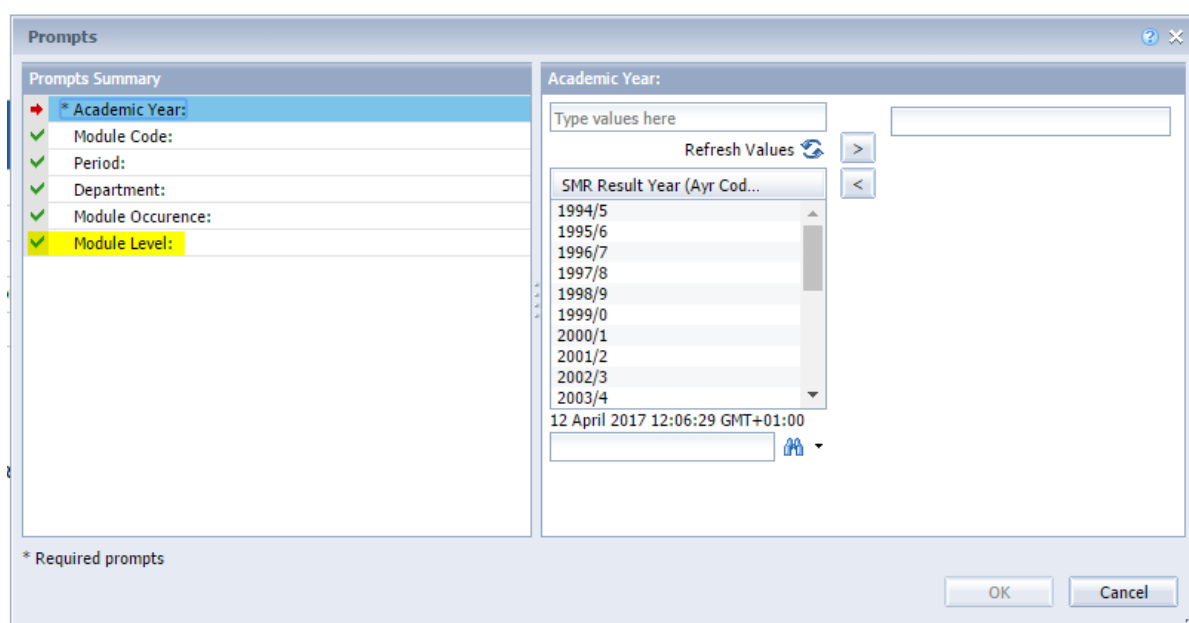 Prompts
Prompts Summary
* Academic Year:
Module Code:
Period:
Department:
Module Occurence:
Module Level:
Academic Year:
Type values here
Refresh Values
>
<
SMR Result Year (Ayr Cod...
1994/5
1995/6
1996/7
1997/8
1998/9
1999/0
2000/1
2001/2
2002/3
2003/4
12 April 2017 12:06:29 GMT+01:00
* Required prompts
OK
Cancel